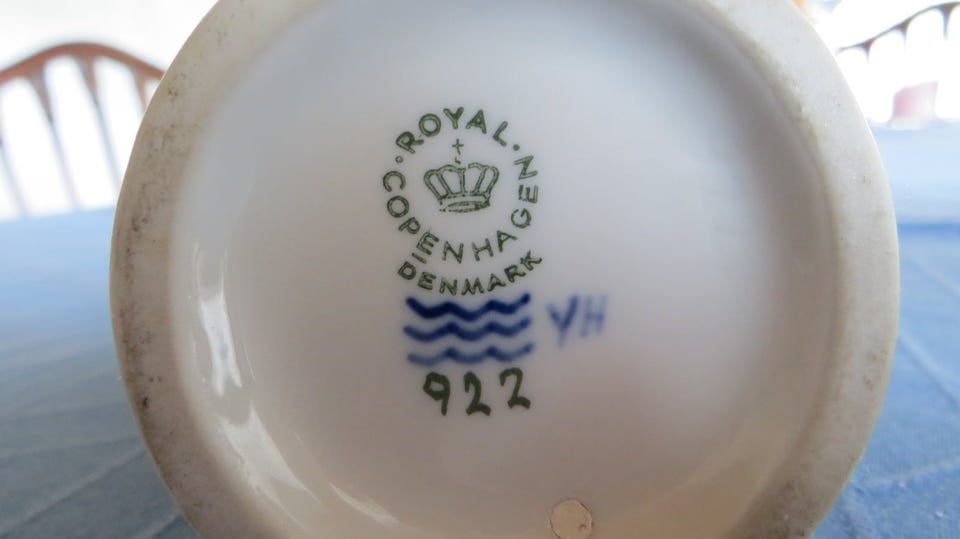 ROYAL
COPENHAGEN
DENMARK
YH
922